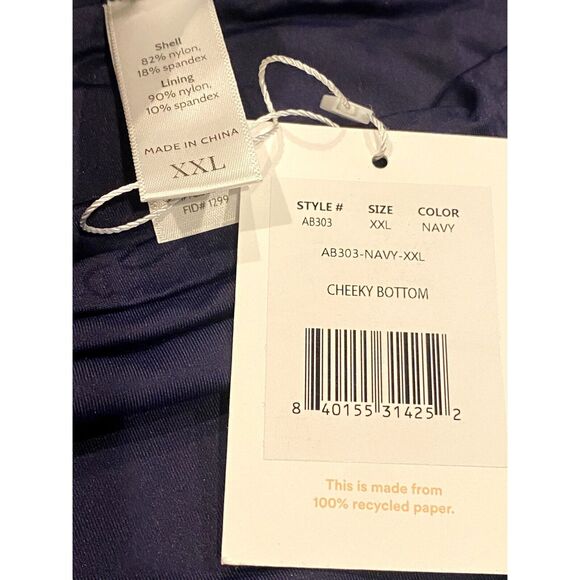 Shell
82% nylon,
18% spandex
Lining
90% nylon,
10% spandex
MADE IN CHINA
XXL
FID# 1299
STYLE # SIZE COLOR
AB303 XXL NAVY
AB303-NAVY-XXL
CHEEKY BOTTOM
8 40155 31425 2
This is made from
100% recycled paper.